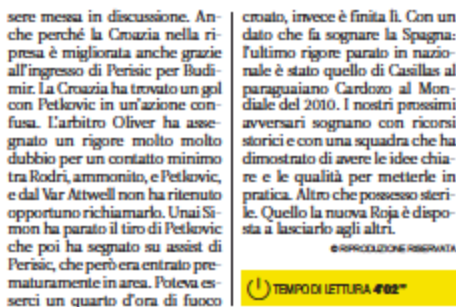 sere messa in discussione. An-
che perché la Croazia nella ri-
presa è migliorata anche grazie
all'ingresso di Perisic per Budi-
mir. La Croazia ha trovato un gol
con Petkovic in un'azione con-
fusa. L'arbitro Oliver ha asse-
gnato un rigore molto molto
dubbio per un contatto minimo
tra Rodri, ammonito, e Petkovic,
e dal Var Attwell non ha ritenuto
opportuno richiamarlo. Unai Si-
mon ha parato il tiro di Petkovic
che poi ha segnato su assist di
Perisic, che però era entrato pre-
maturamente in area. Poteva es-
serci un quarto d'ora di fuoco
croato, invece è finita lì. Con un
dato che fa sognare la Spagna:
l'ultimo rigore parato in nazio-
nale è stato quello di Casillas al
paraguaiano Cardozo al Mon-
diale del 2010. I nostri prossimi
avversari sognano con ricorsi
storici e con una squadra che ha
dimostrato di avere le idee chia-
re e le qualità per metterle in
pratica. Altro che possesso steri-
le. Quello la nuova Roja è dispo-
sta a lasciarlo agli altri.
© RIPRODUZIONE RISERVATA
TEMPO DI LETTURA 4'02"